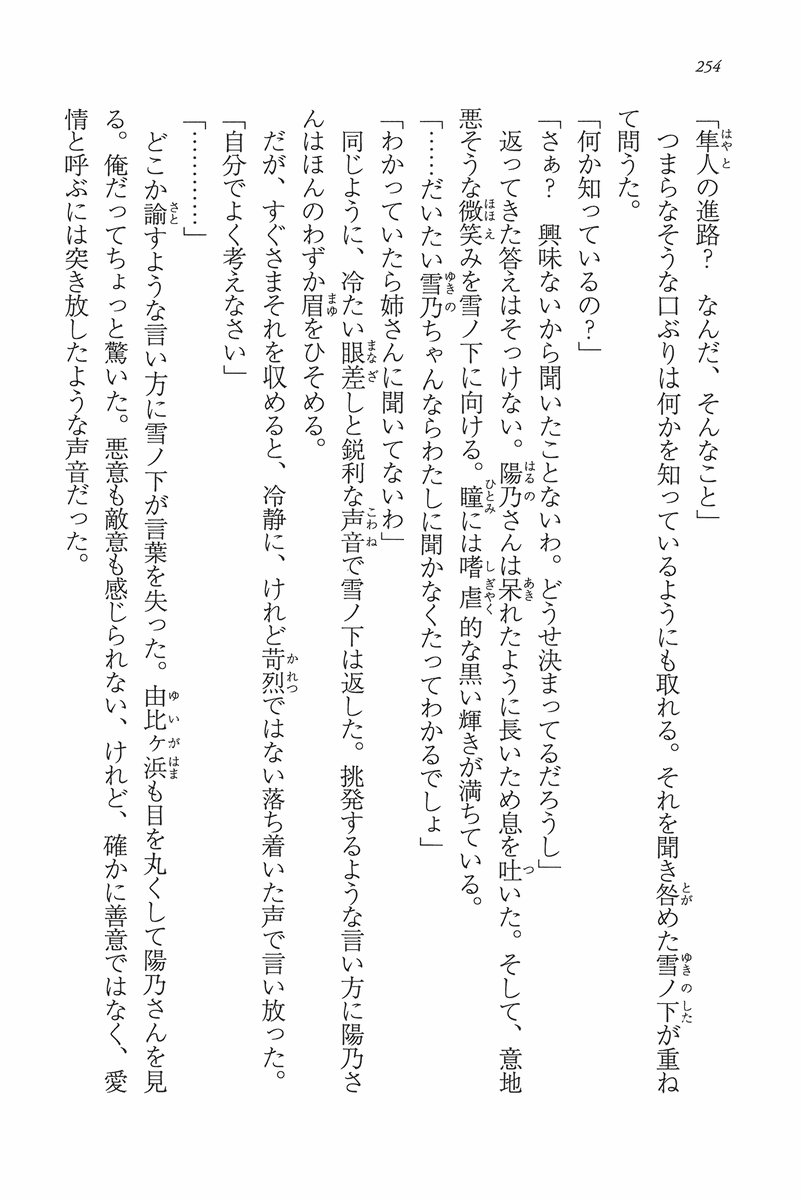 254
「隼人の進路？　なんだ、そんなこと」
　つまらなそうな口ぶりは何かを知っているようにも取れる。それを聞き咎めた雪ノ下が重ね
て問うた。
「何か知っているの？」
「さぁ？　興味ないから聞いたことないわ。どうせ決まってるだろうし」
　返ってきた答えはそっけない。陽乃さんは呆れたように長いため息を吐いた。そして、意地
悪そうな微笑みを雪ノ下に向ける。瞳には嗜虐的な黒い輝きが満ちている。
「……だいたい雪乃ちゃんならわたしに聞かなくたってわかるでしょ」
「わかっていたら姉さんに聞いてないわ」
　同じように、冷たい眼差しと鋭利な声音で雪ノ下は返した。挑発するような言い方に陽乃さ
んはほんのわずか眉をひそめる。
　だが、すぐさまそれを収めると、冷静に、けれど苛烈ではない落ち着いた声で言い放った。
「自分でよく考えなさい」
「…………」
　どこか諭すような言い方に雪ノ下が言葉を失った。由比ヶ浜も目を丸くして陽乃さんを見
る。俺だってちょっと驚いた。悪意も敵意も感じられない、けれど、確かに善意ではなく、愛
情と呼ぶには突き放したような声音だった。